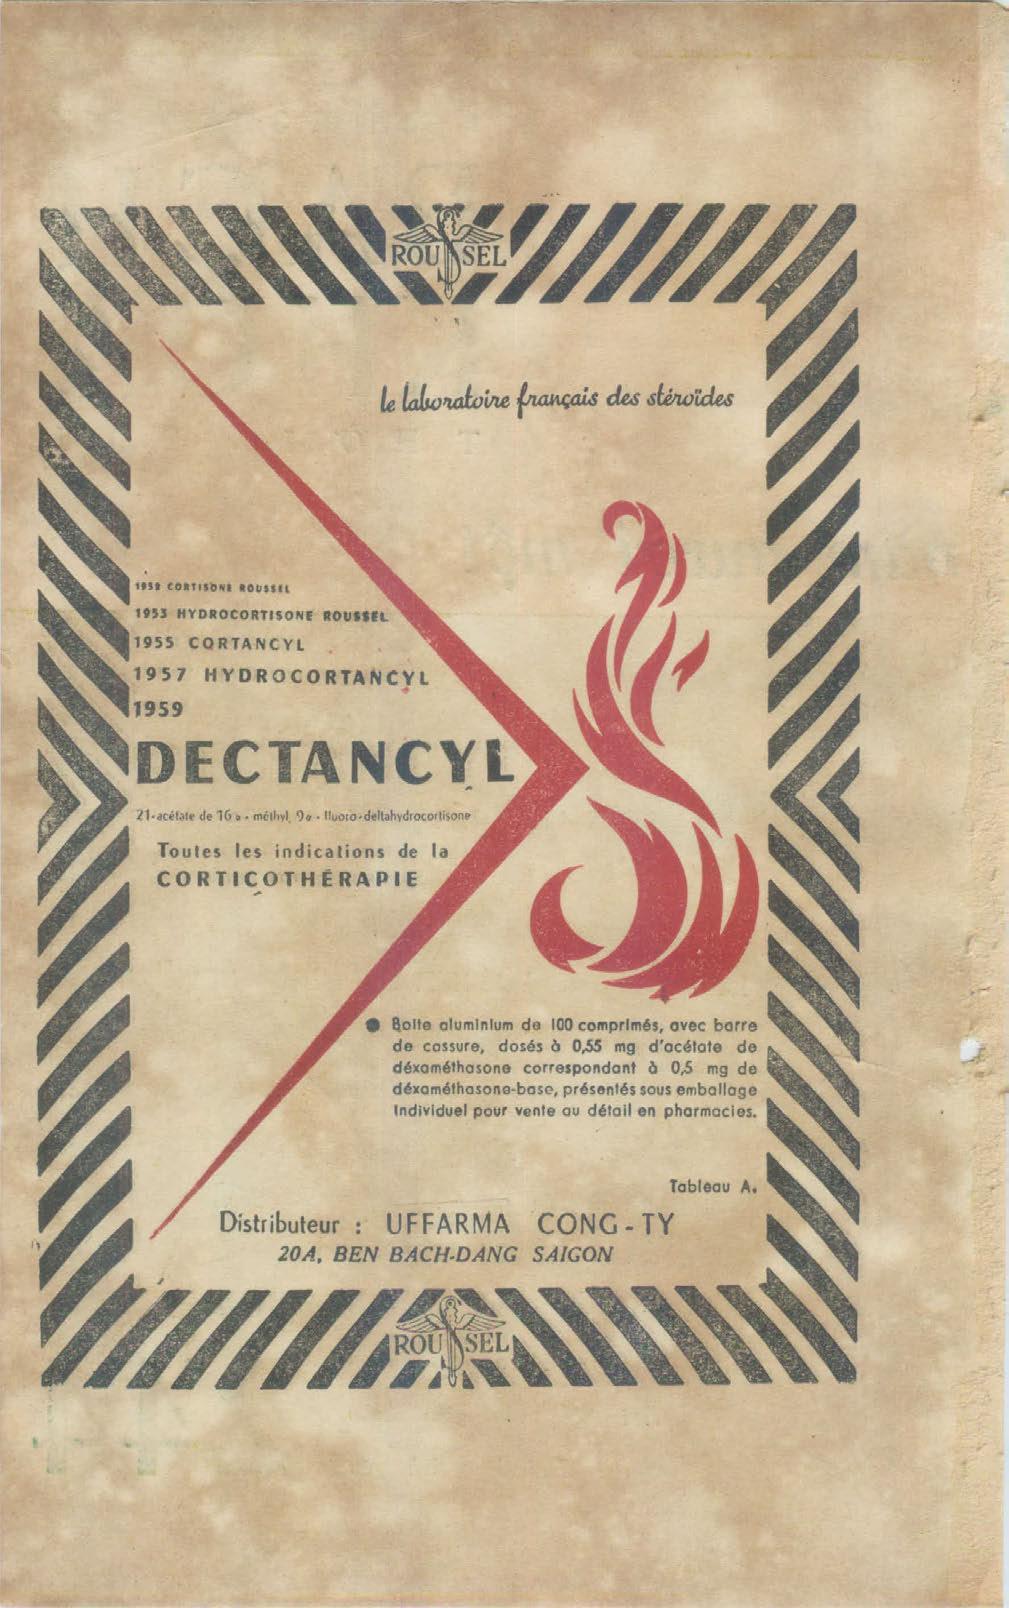 ROUSSEL
le laboratoire français des stéroïdes
1952 CORTISONE ROUSSEL
1953 HYDROCORTISONE ROUSSEL
1955 CORTANCYL
1957 HYDROCORTANCYL
1959
DECTANCYL
21-acétate de 16 α - méthyl, 9α - fluoro-deltahydrocortisone
Toutes les indications de la
CORTICOTHÉRAPIE
● Boite aluminium de 100 comprimés, avec barre
de cassure, dosés à 0,55 mg d'acétate de
déxaméthasone correspondant à 0,5 mg de
déxaméthasone-base, présentés sous emballage
Individuel pour vente au détail en pharmacies.
Tableau A.
Distributeur : UFFARMA CONG-TY
20A, BEN BACH-DANG SAIGON
ROUSSEL